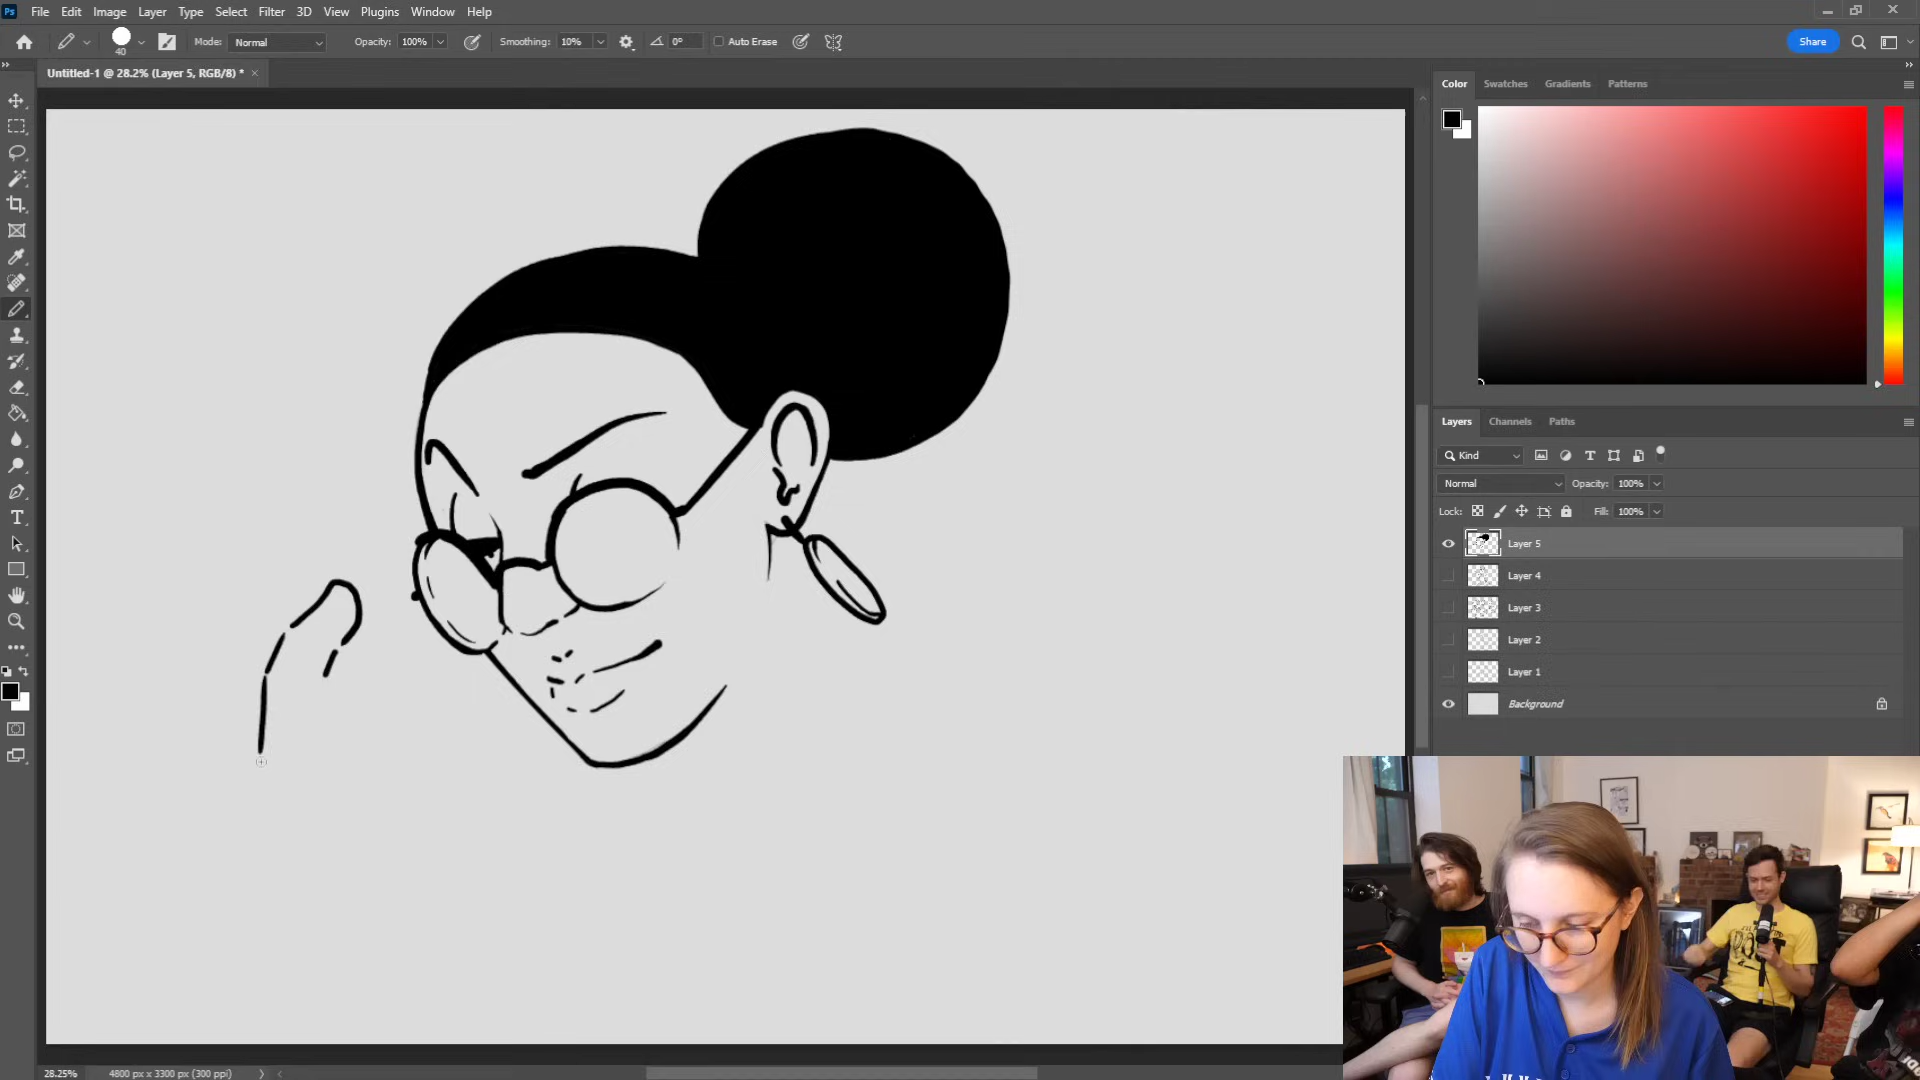 Ps File Edit Image Layer Type Select Filter 3D View Plugins Window Help
40 Mode: Normal Opacity: 100% Smoothing: 10% 0° Auto Erase Share
Untitled-1 @ 28.2% (Layer 5, RGB/8) *
Color Swatches Gradients Patterns
Layers Channels Paths
Kind
Normal Opacity: 100%
Lock: Fill: 100%
Layer 5
Layer 4
Layer 3
Layer 2
Layer 1
Background
28.25% 4800 px x 3300 px (300 ppi)